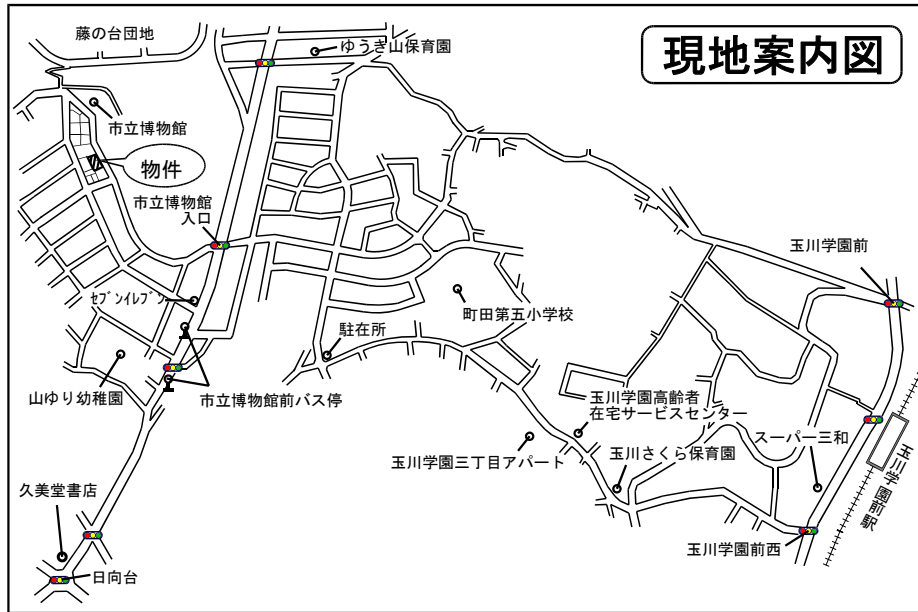 現地案内図
藤の台団地
ゆうき山保育園
市立博物館
物件
市立博物館
入口
玉川学園前
ｾﾌﾞﾝｲﾚﾌﾞﾝ
町田第五小学校
駐在所
山ゆり幼稚園
市立博物館前バス停
玉川学園高齢者
在宅サービスセンター
スーパー三和
玉川学園三丁目アパート
玉川さくら保育園
玉川学園前駅
久美堂書店
玉川学園前西
日向台